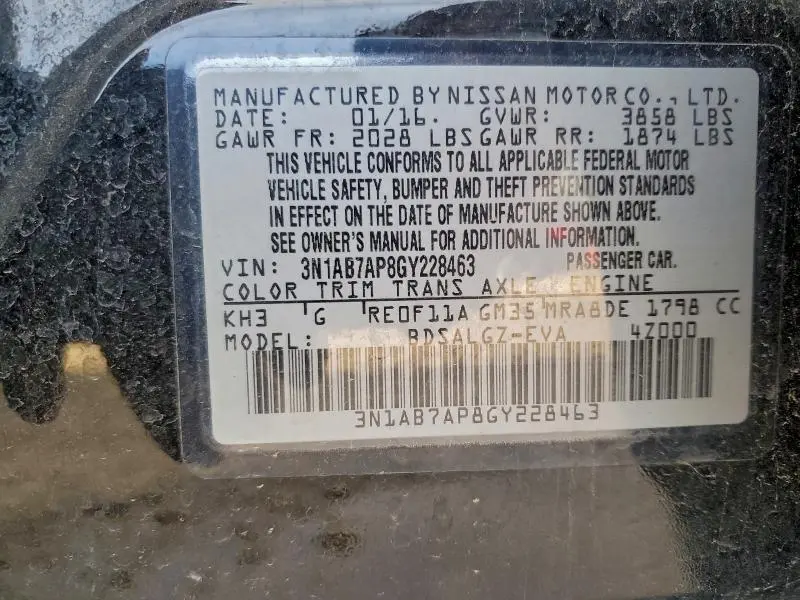 MANUFACTURED BY NISSAN MOTOR CO., LTD.
DATE: 01/16. GVWR: 3858 LBS
GAWR FR: 2028 LBS GAWR RR: 1874 LBS
THIS VEHICLE CONFORMS TO ALL APPLICABLE FEDERAL MOTOR
VEHICLE SAFETY, BUMPER AND THEFT PREVENTION STANDARDS
IN EFFECT ON THE DATE OF MANUFACTURE SHOWN ABOVE.
SEE OWNER'S MANUAL FOR ADDITIONAL INFORMATION.
VIN: 3N1AB7AP8GY228463 PASSENGER CAR.
COLOR TRIM TRANS AXLE ENGINE
KH3 G RE0F11A GM35 MRA8DE 1798 CC
MODEL: BDSALGZ-EVA 4Z000
3N1AB7AP8GY228463